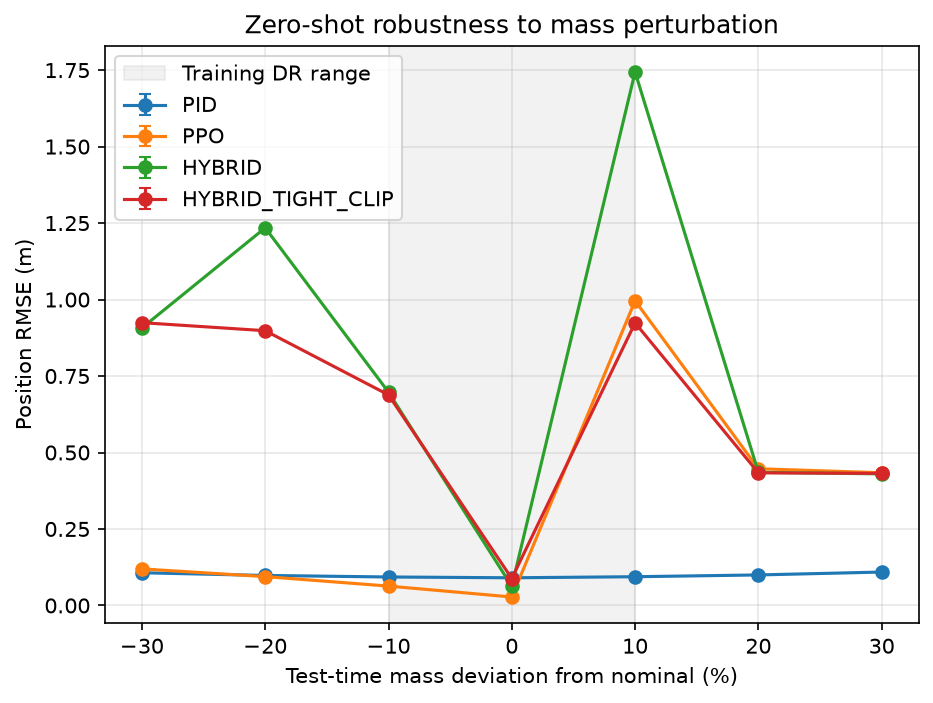 Zero-shot robustness to mass perturbation
Training DR range
PID
PPO
HYBRID
HYBRID_TIGHT_CLIP
Position RMSE (m)
1.75
1.50
1.25
1.00
0.75
0.50
0.25
0.00
−30 −20 −10 0 10 20 30
Test-time mass deviation from nominal (%)